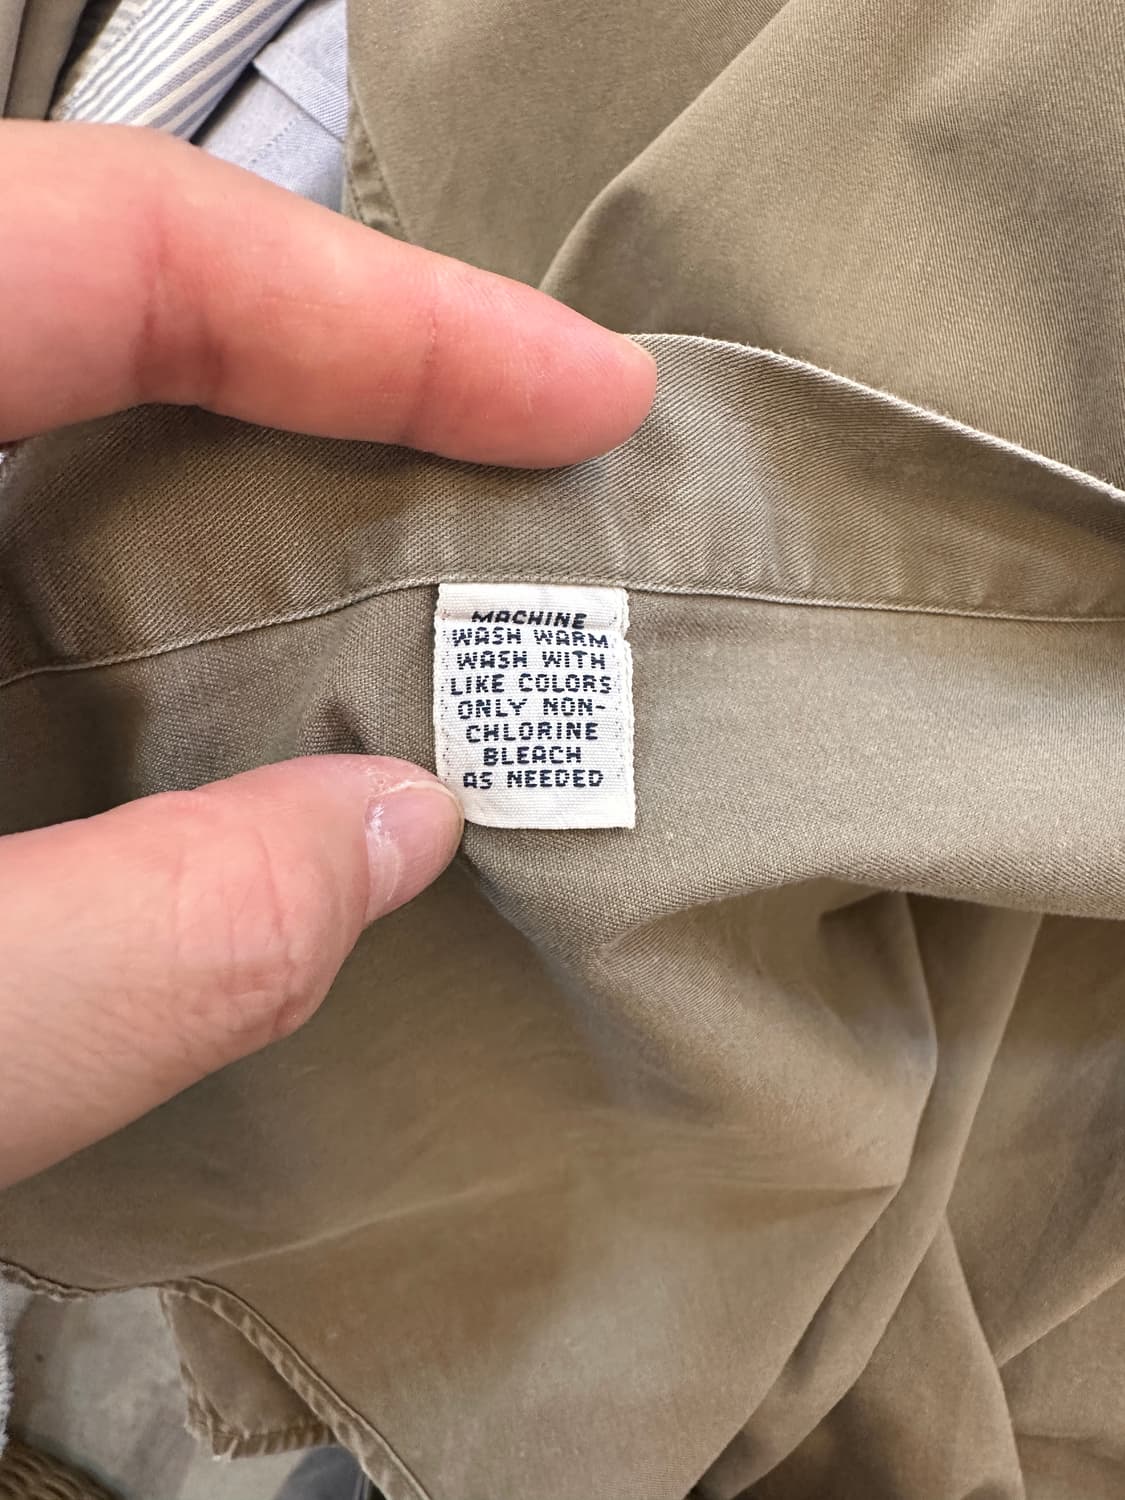 MACHINE
WASH WARM
WASH WITH
LIKE COLORS
ONLY NON-
CHLORINE
BLEACH
AS NEEDED